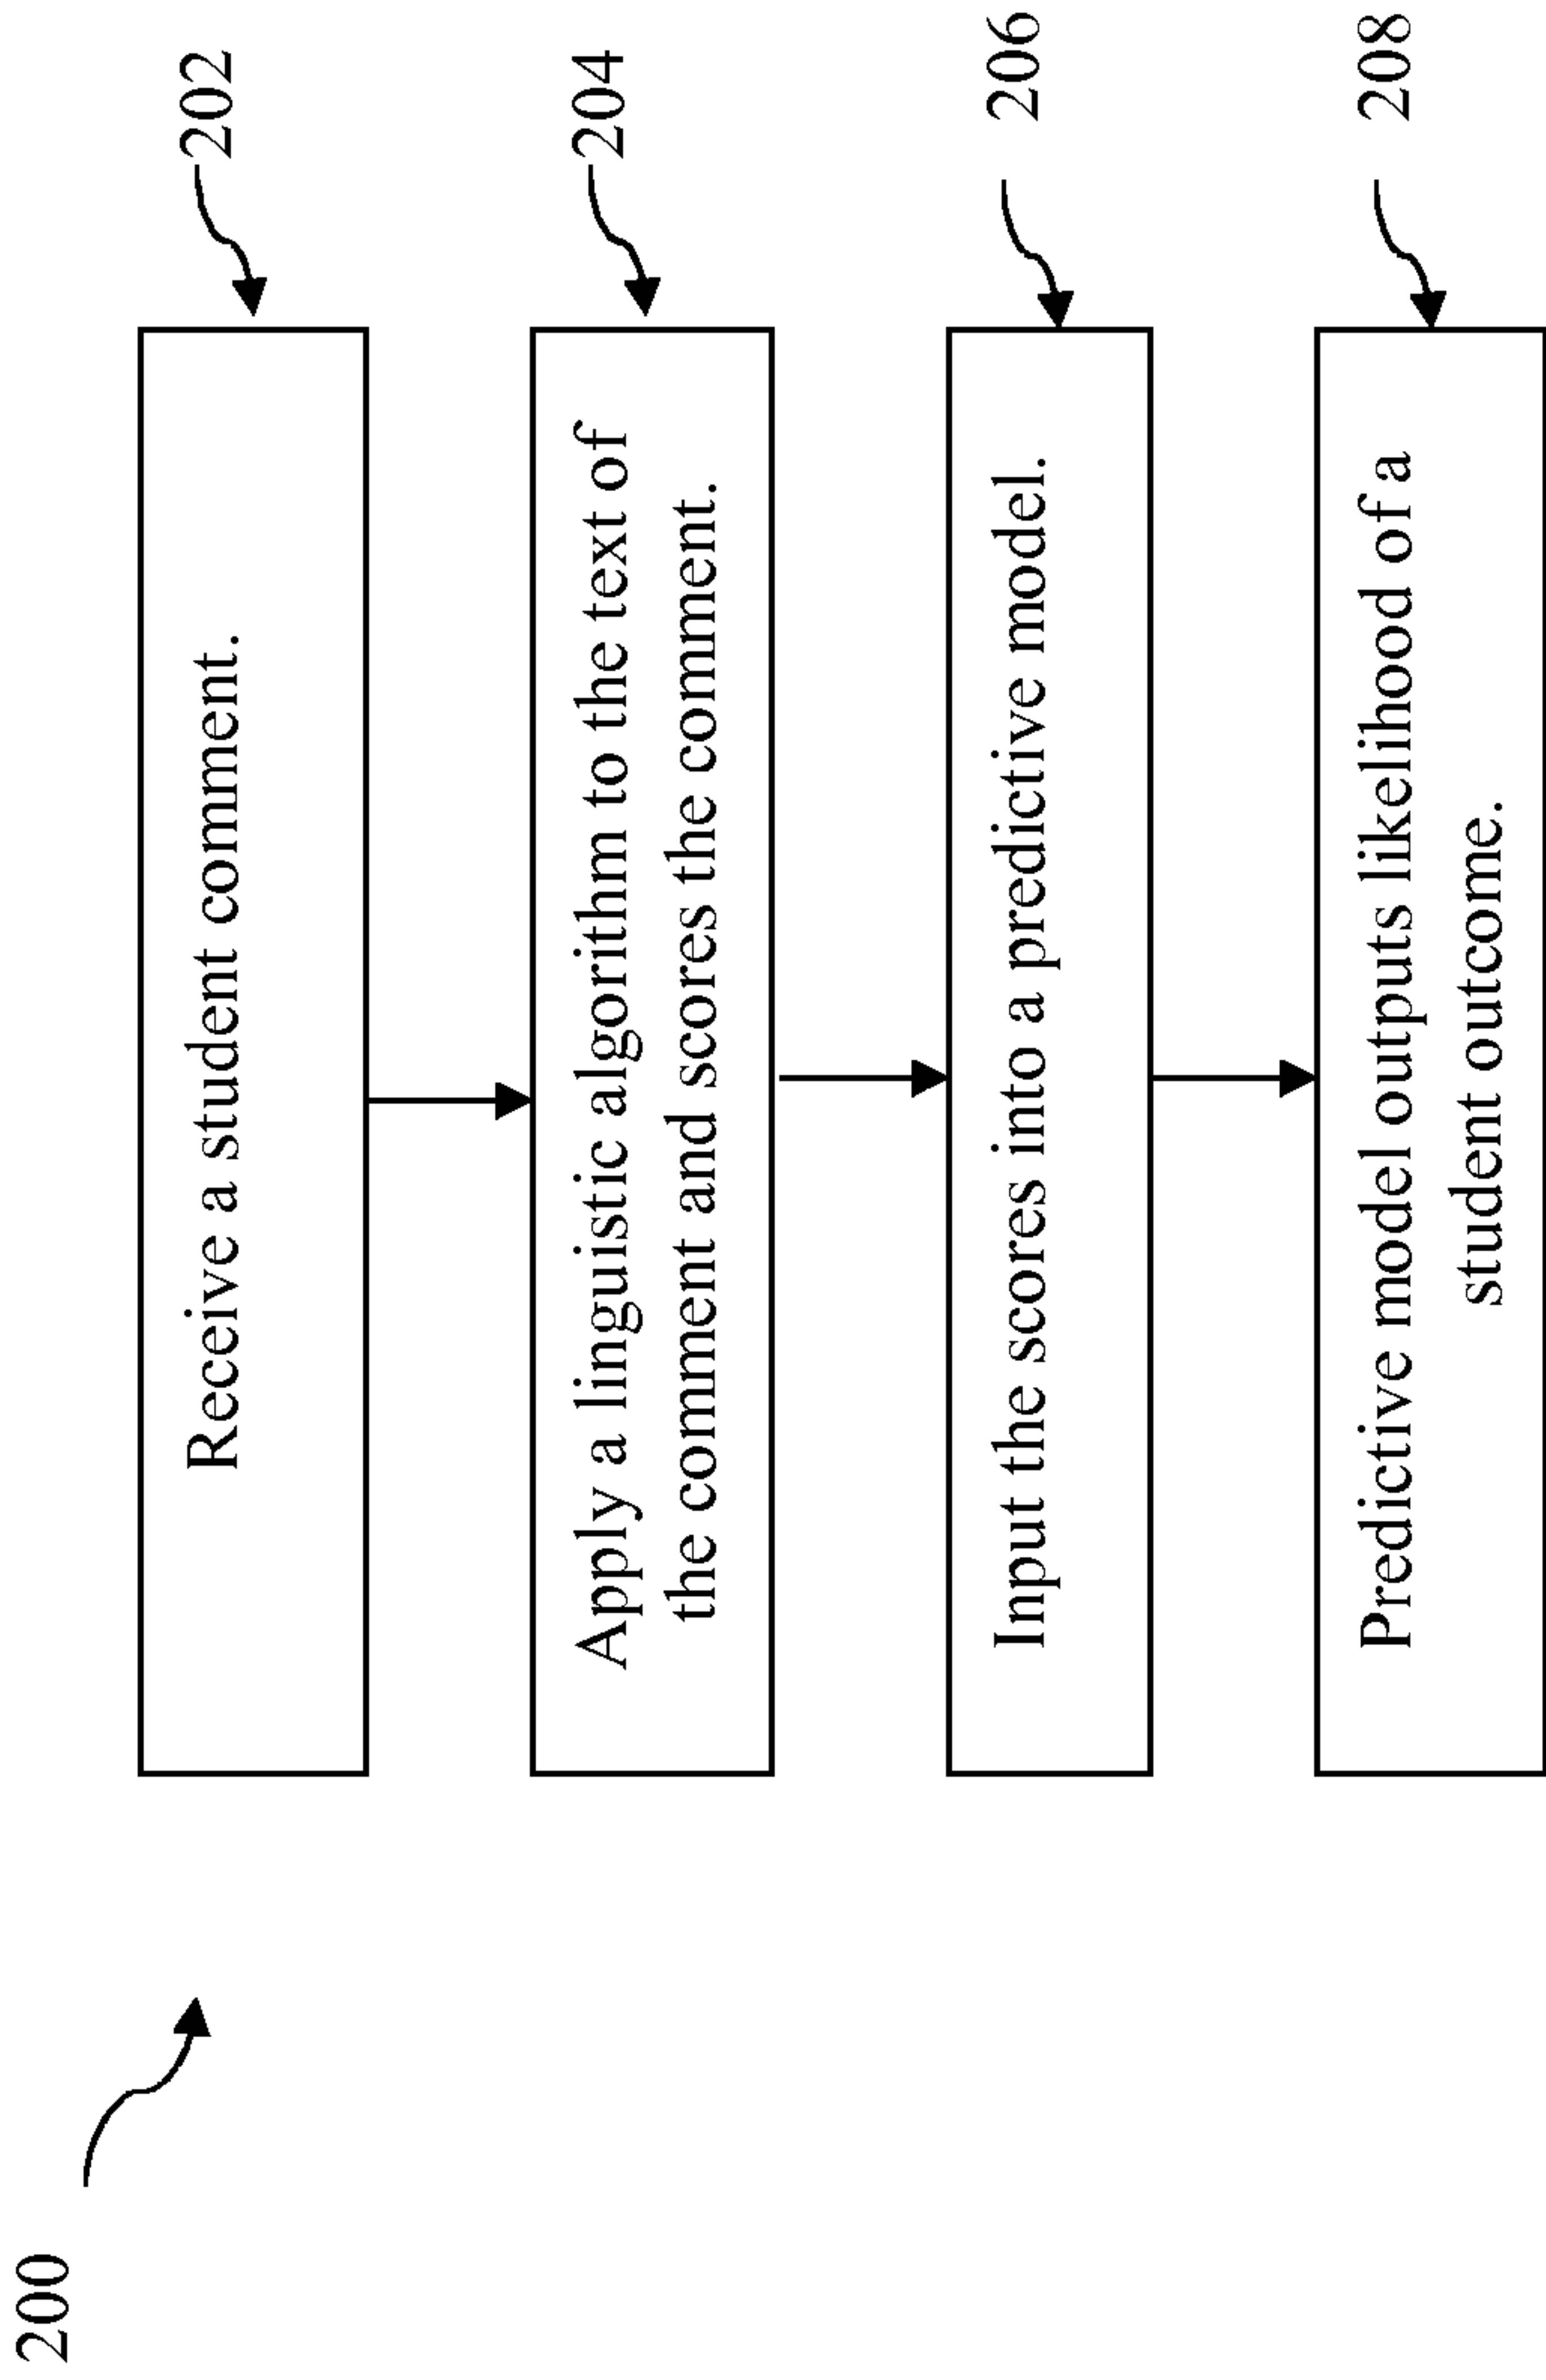 200
Receive a student comment.
202
Apply a linguistic algorithm to the text of
the comment and scores the comment.
204
Input the scores into a predictive model.
206
Predictive model outputs likelihood of a
student outcome.
208